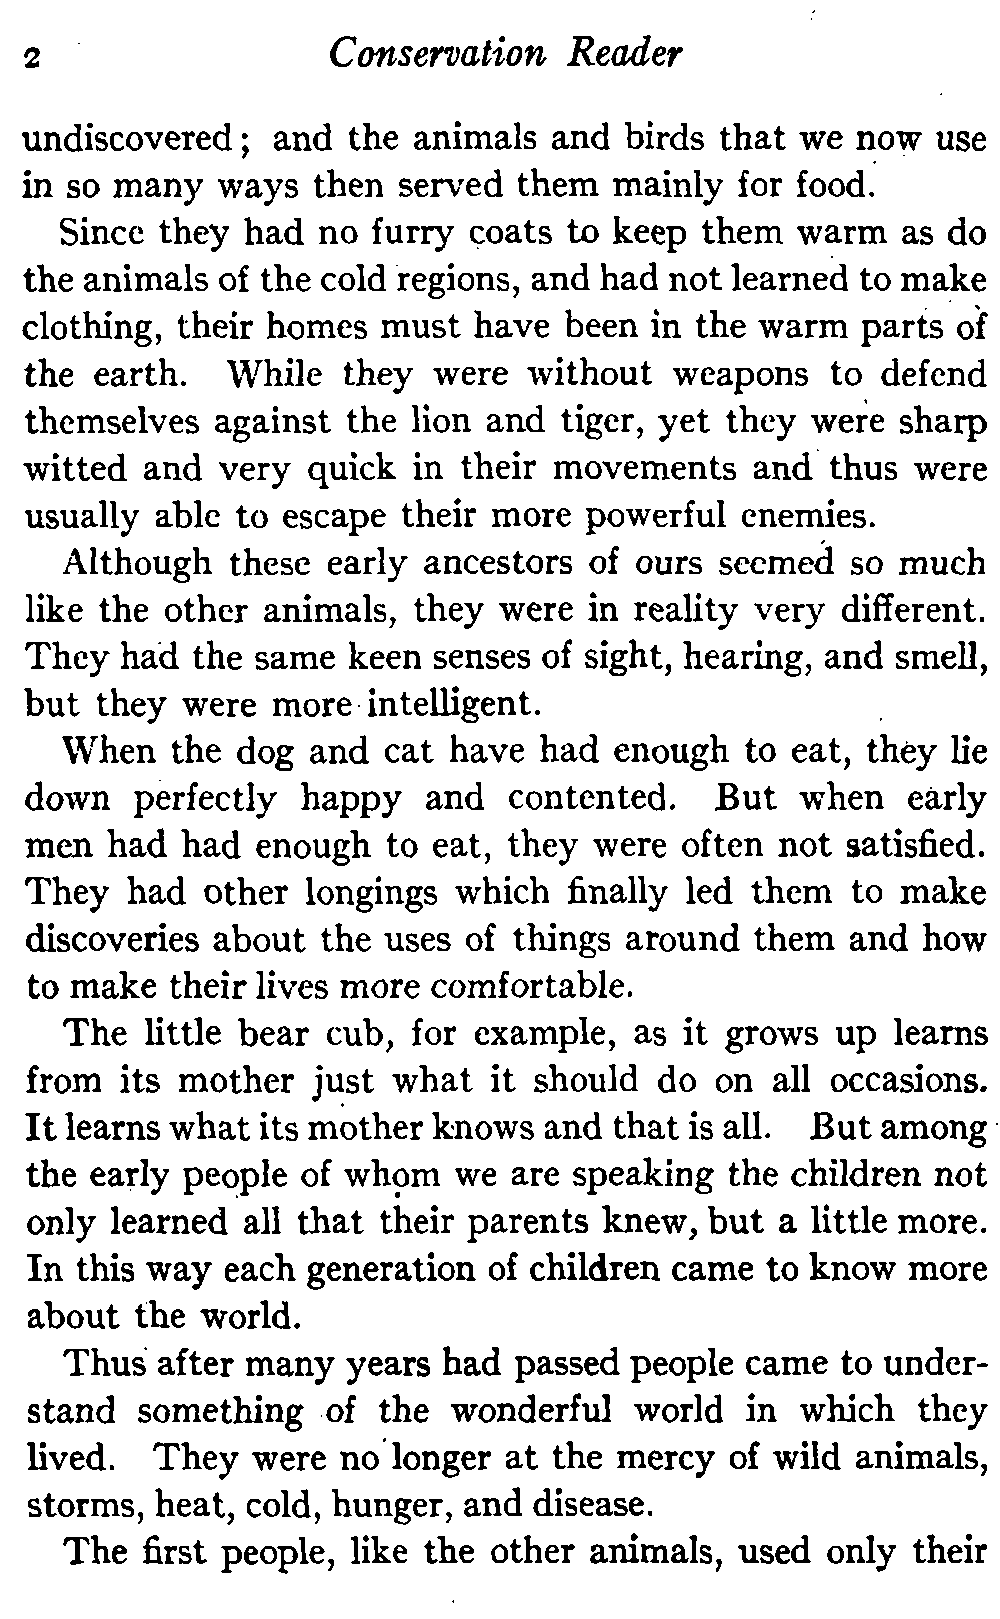 2 Conservation Reader
undiscovered; and the animals and birds that we now use
in so many ways then served them mainly for food.
Since they had no furry coats to keep them warm as do
the animals of the cold regions, and had not learned to make
clothing, their homes must have been in the warm parts of
the earth. While they were without weapons to defend
themselves against the lion and tiger, yet they were sharp
witted and very quick in their movements and thus were
usually able to escape their more powerful enemies.
Although these early ancestors of ours seemed so much
like the other animals, they were in reality very different.
They had the same keen senses of sight, hearing, and smell,
but they were more intelligent.
When the dog and cat have had enough to eat, they lie
down perfectly happy and contented. But when early
men had had enough to eat, they were often not satisfied.
They had other longings which finally led them to make
discoveries about the uses of things around them and how
to make their lives more comfortable.
The little bear cub, for example, as it grows up learns
from its mother just what it should do on all occasions.
It learns what its mother knows and that is all. But among
the early people of whom we are speaking the children not
only learned all that their parents knew, but a little more.
In this way each generation of children came to know more
about the world.
Thus after many years had passed people came to under-
stand something of the wonderful world in which they
lived. They were no longer at the mercy of wild animals,
storms, heat, cold, hunger, and disease.
The first people, like the other animals, used only their